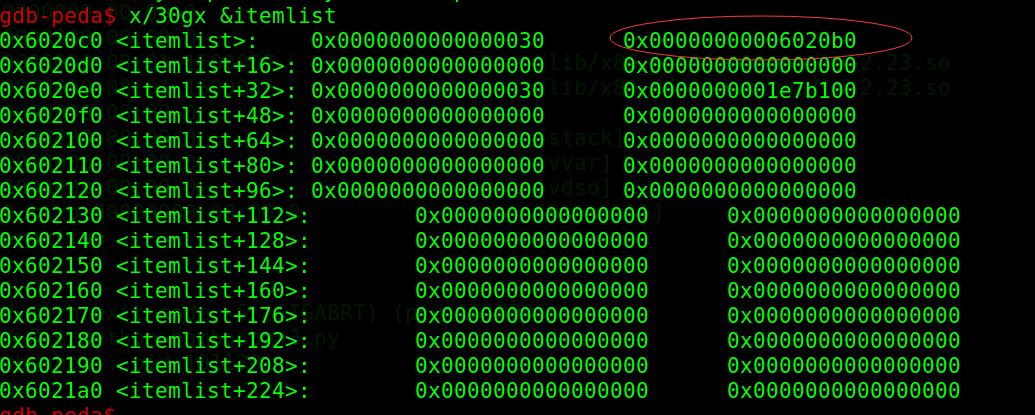 gdb-peda$ x/30gx &itemlist
0x6020c0 <itemlist>: 0x0000000000000030 0x00000000006020b0
0x6020d0 <itemlist+16>: 0x0000000000000000 0x0000000000000000
0x6020e0 <itemlist+32>: 0x0000000000000030 0x0000000001e7b100
0x6020f0 <itemlist+48>: 0x0000000000000000 0x0000000000000000
0x602100 <itemlist+64>: 0x0000000000000000 0x0000000000000000
0x602110 <itemlist+80>: 0x0000000000000000 0x0000000000000000
0x602120 <itemlist+96>: 0x0000000000000000 0x0000000000000000
0x602130 <itemlist+112>: 0x0000000000000000 0x0000000000000000
0x602140 <itemlist+128>: 0x0000000000000000 0x0000000000000000
0x602150 <itemlist+144>: 0x0000000000000000 0x0000000000000000
0x602160 <itemlist+160>: 0x0000000000000000 0x0000000000000000
0x602170 <itemlist+176>: 0x0000000000000000 0x0000000000000000
0x602180 <itemlist+192>: 0x0000000000000000 0x0000000000000000
0x602190 <itemlist+208>: 0x0000000000000000 0x0000000000000000
0x6021a0 <itemlist+224>: 0x0000000000000000 0x0000000000000000
gdb-peda$